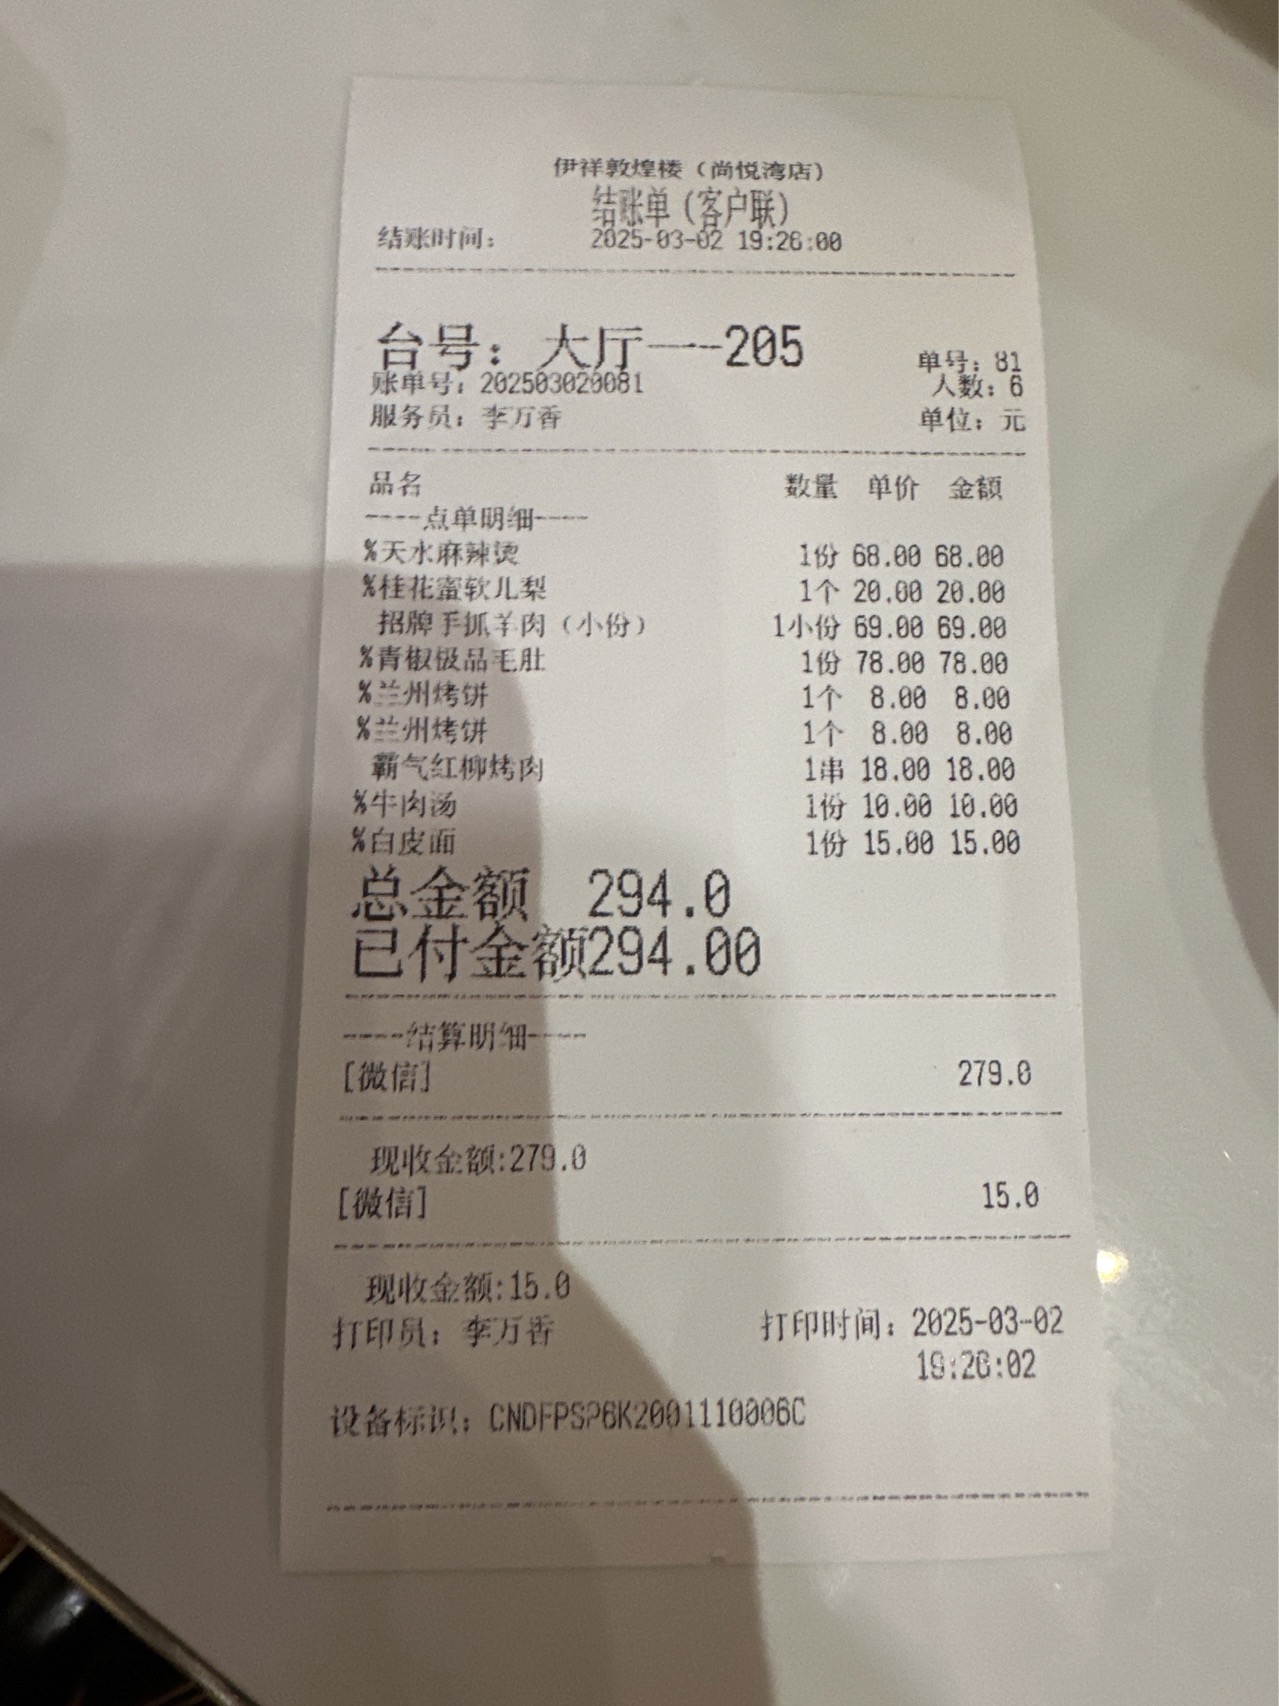 伊祥敦煌楼（尚悦湾店）
结账单（客户联）
结账时间： 2025-03-02 19:26:00
台号：大厅---205
单号：81
账单号：202503020081 人数：6
服务员：李万香 单位：元
品名 数量 单价 金额
----点单明细----
%天水麻辣烫 1份 68.00 68.00
%桂花蜜软儿梨 1个 20.00 20.00
招牌手抓羊肉（小份） 1小份 69.00 69.00
%青椒极品毛肚 1份 78.00 78.00
%兰州烤饼 1个 8.00 8.00
%兰州烤饼 1个 8.00 8.00
霸气红柳烤肉 1串 18.00 18.00
%牛肉汤 1份 10.00 10.00
%白皮面 1份 15.00 15.00
总金额 294.0
已付金额294.00
----结算明细----
[微信] 279.0
现收金额:279.0
[微信] 15.0
现收金额:15.0
打印员：李万香 打印时间：2025-03-02
19:26:02
设备标识：CNDFPSP6K2001110006C